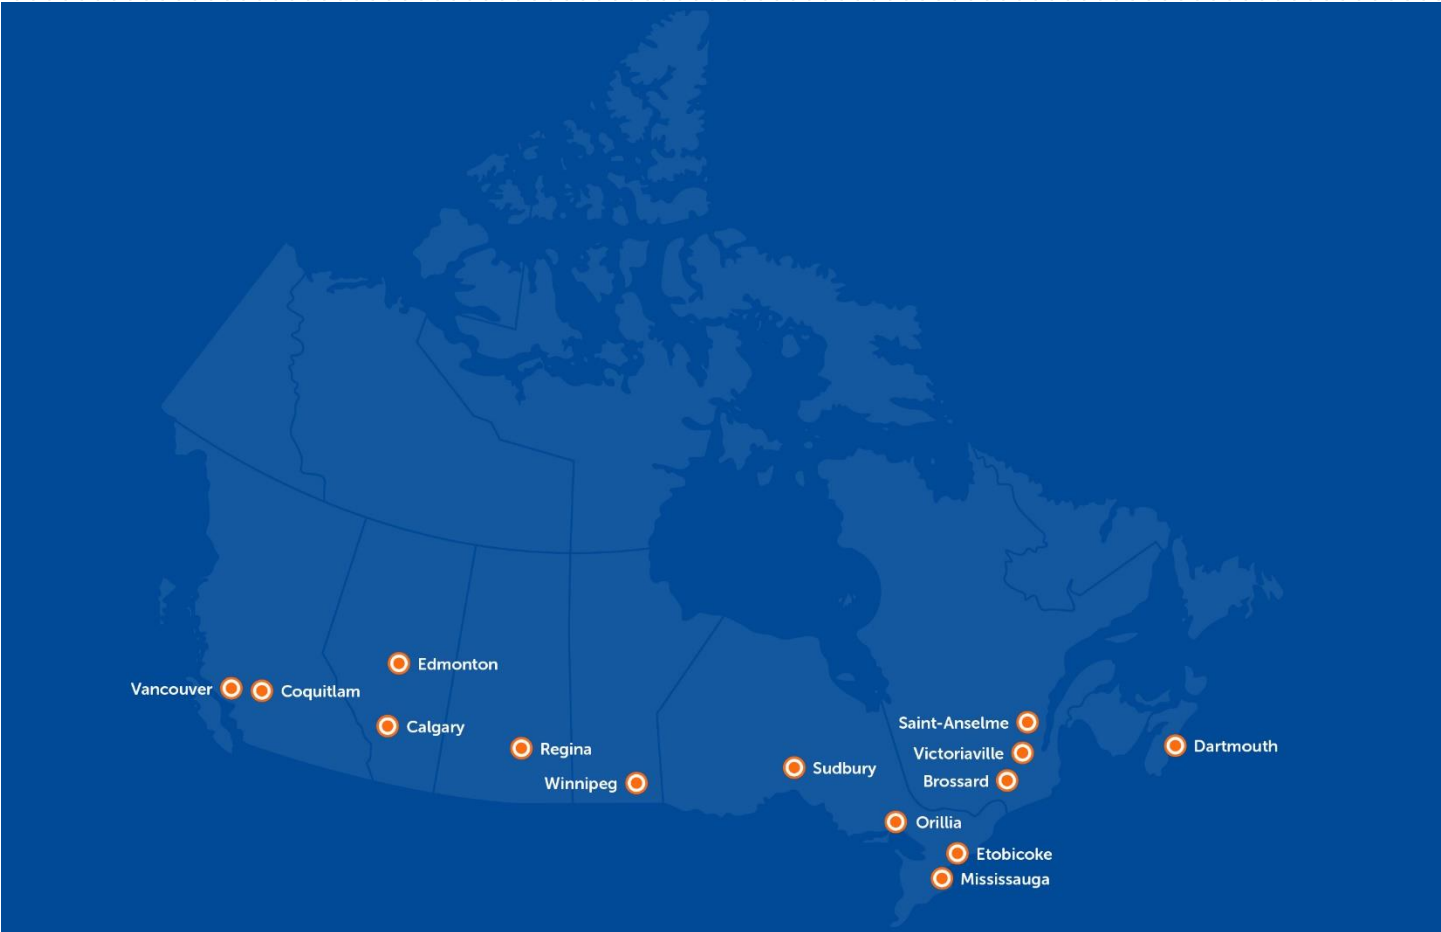 Edmonton
Vancouver
Coquitlam
Calgary
Regina
Winnipeg
Sudbury
Saint-Anselme
Victoriaville
Brossard
Dartmouth
Orillia
Etobicoke
Mississauga